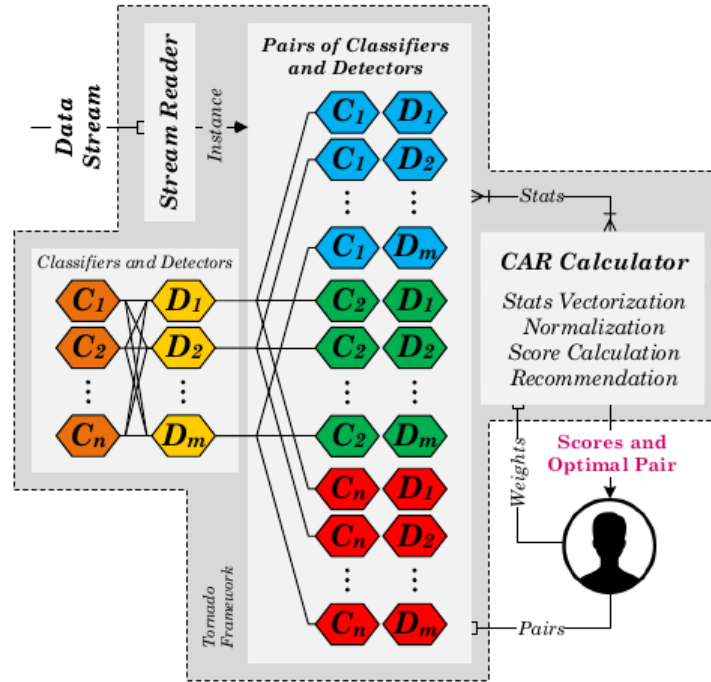 Data
Stream
Stream Reader
Instance
Pairs of Classifiers
and Detectors
C1 D1
C1 D2
⋮ ⋮
C1 Dm
C2 D1
C2 D2
⋮ ⋮
C2 Dm
Cn D1
Cn D2
⋮ ⋮
Cn Dm
Classifiers and Detectors
C1 D1
C2 D2
⋮ ⋮
Cn Dm
Tornado
Framework
Stats
CAR Calculator
Stats Vectorization
Normalization
Score Calculation
Recommendation
Weights
Scores and
Optimal Pair
Pairs